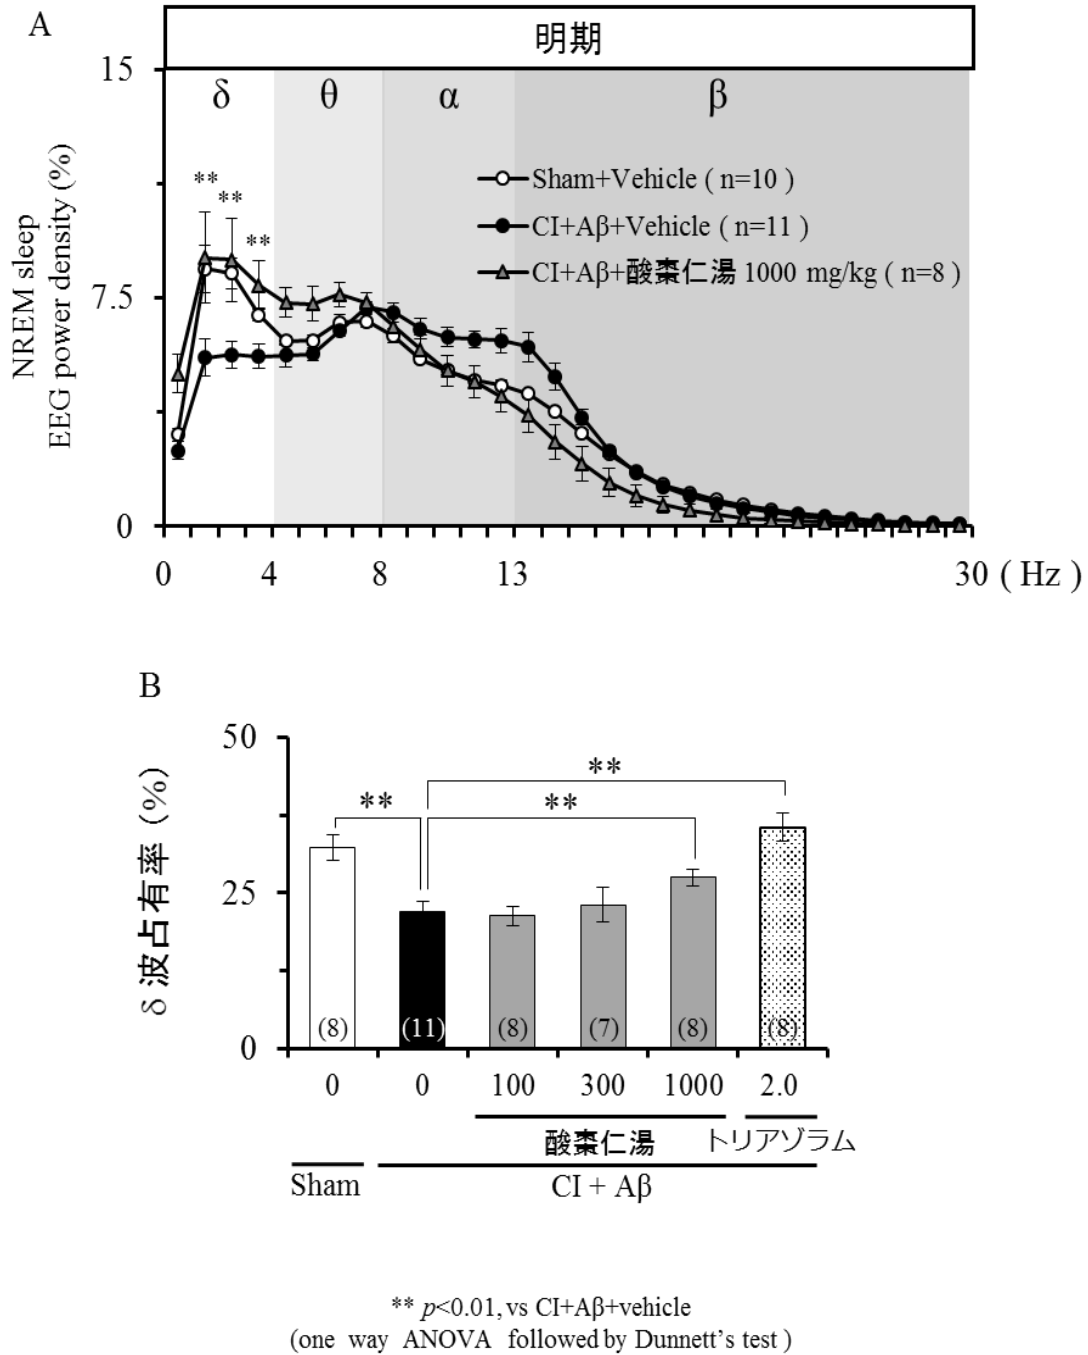 A
明期
15
δ θ α β
** ** **
Sham+Vehicle ( n=10 )
CI+Aβ+Vehicle ( n=11 )
CI+Aβ+酸棗仁湯 1000 mg/kg ( n=8 )
NREM sleep
EEG power density (%)
7.5
0
0 4 8 13 30 ( Hz )
B
50
**
** **
δ 波占有率 (%)
25
(8) (11) (8) (7) (8) (8)
0
0 0 100 300 1000 2.0
酸棗仁湯 トリアゾラム
Sham CI + Aβ
** p<0.01, vs CI+Aβ+vehicle
(one way ANOVA followed by Dunnett's test )